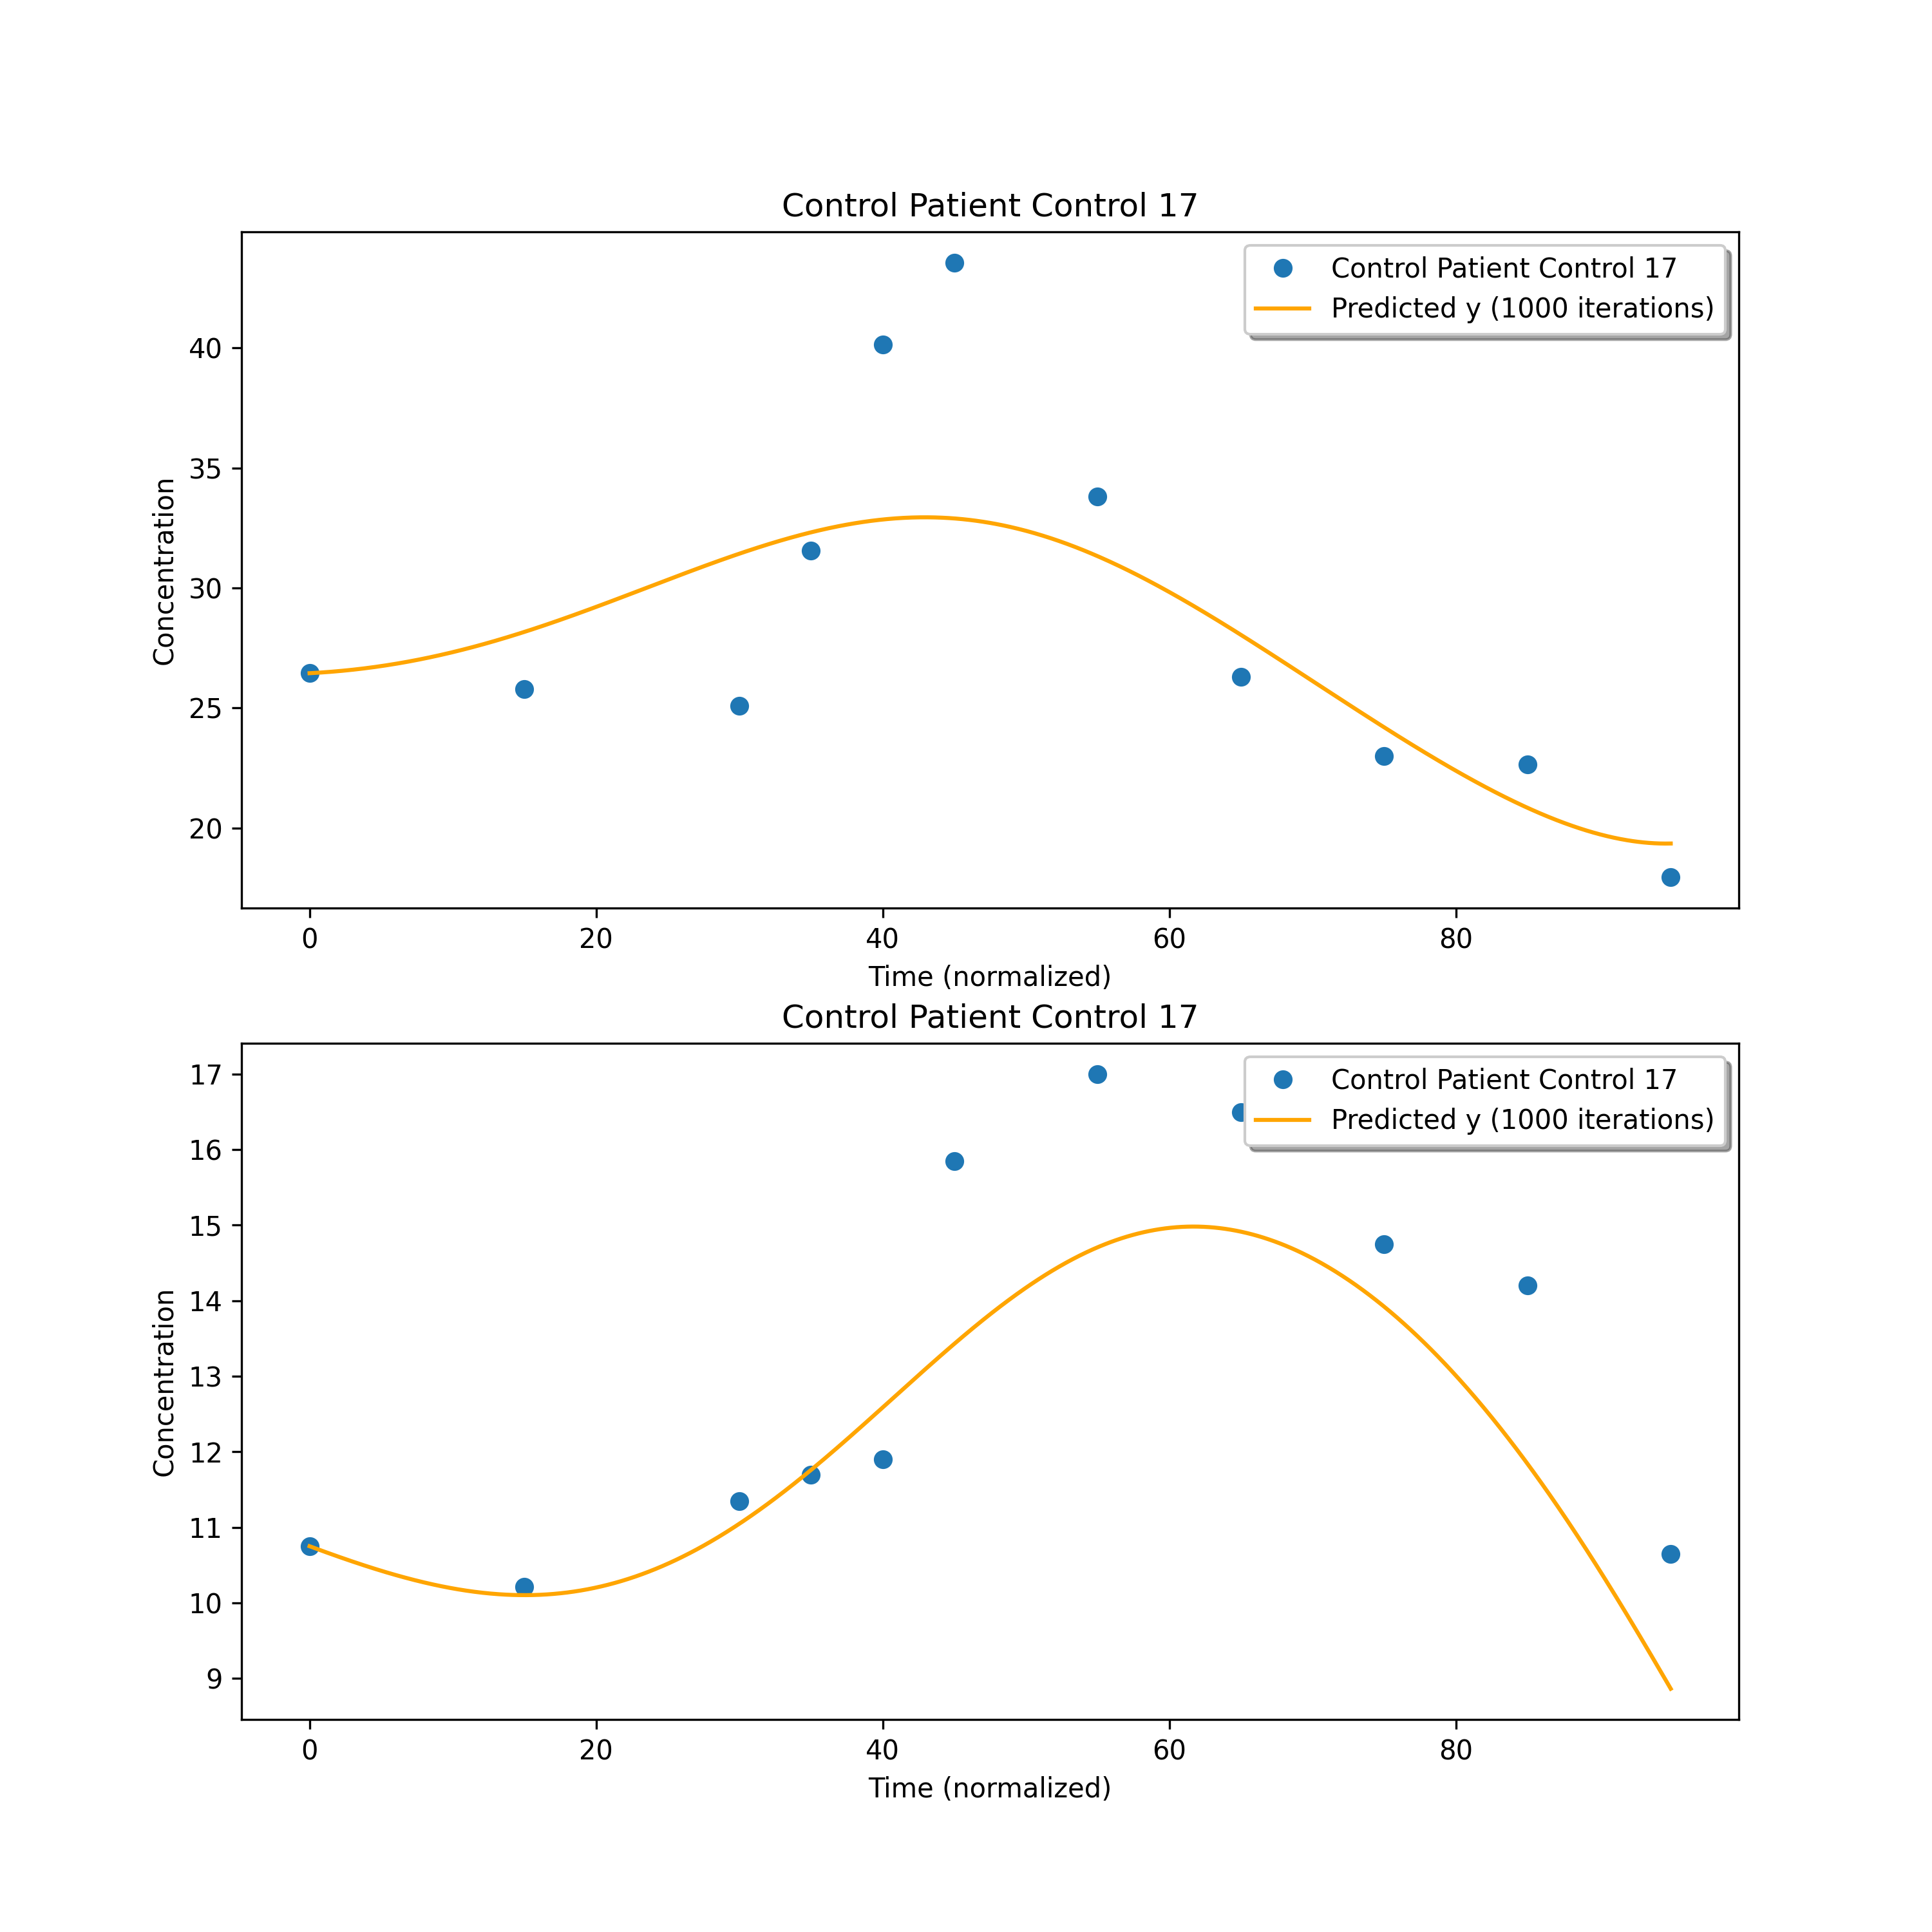 Control Patient Control 17
Control Patient Control 17
Predicted y (1000 iterations)
40
35
30
25
20
Concentration
0 20 40 60 80
Time (normalized)
Control Patient Control 17
Control Patient Control 17
Predicted y (1000 iterations)
17
16
15
14
13
12
11
10
9
Concentration
0 20 40 60 80
Time (normalized)